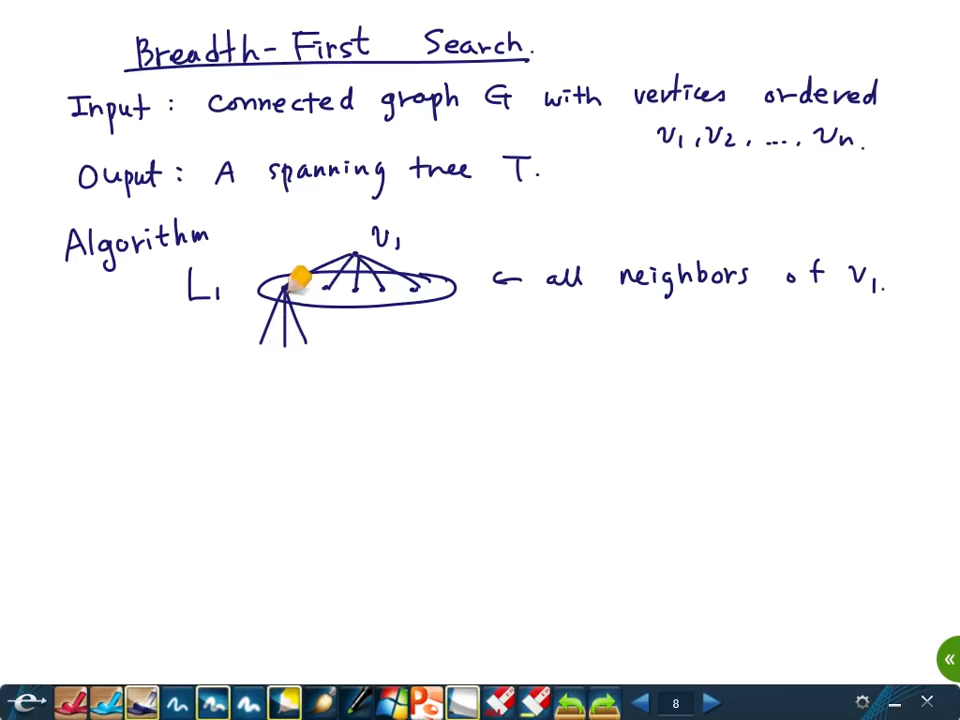 Breadth-First Search.
Input: connected graph G with vertices ordered
v1, v2, ...., vn.
Ouput: A spanning tree T.
Algorithm
v1
L1 ← all neighbors of v1.
8